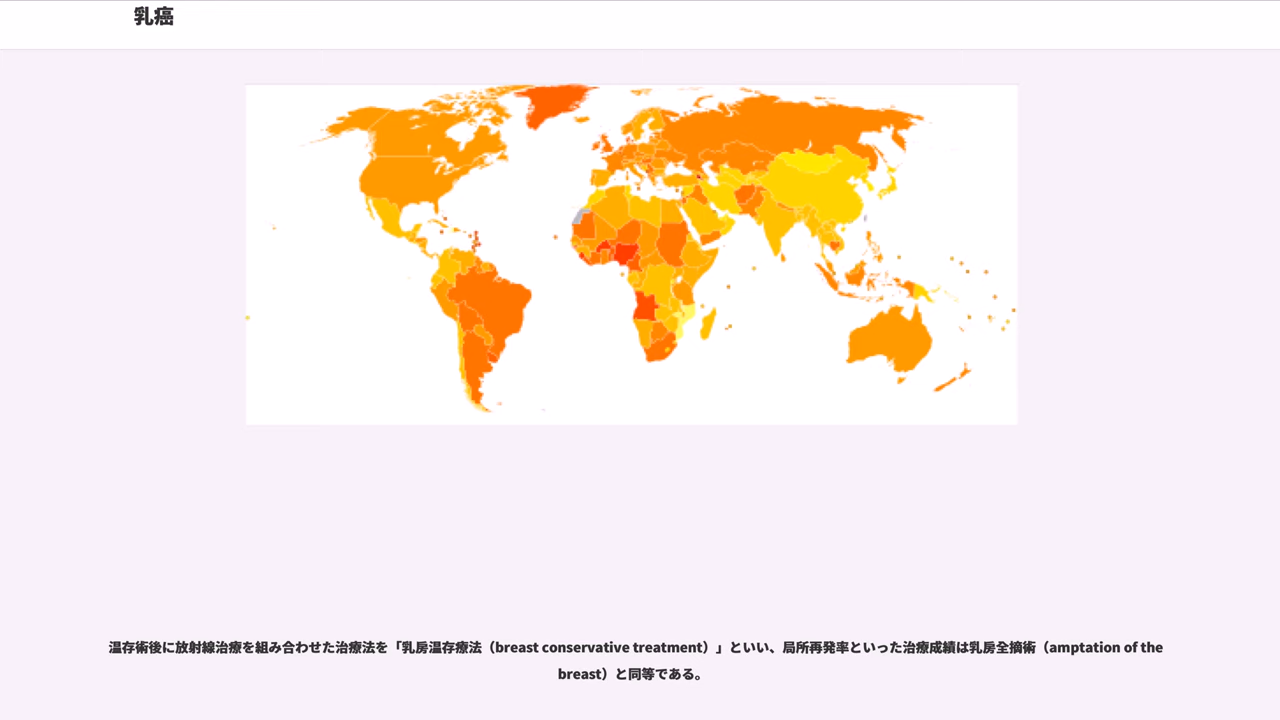 乳癌
温存術後に放射線治療を組み合わせた治療法を「乳房温存療法（breast conservative treatment）」といい、局所再発率といった治療成績は乳房全摘術（amptation of the
breast）と同等である。